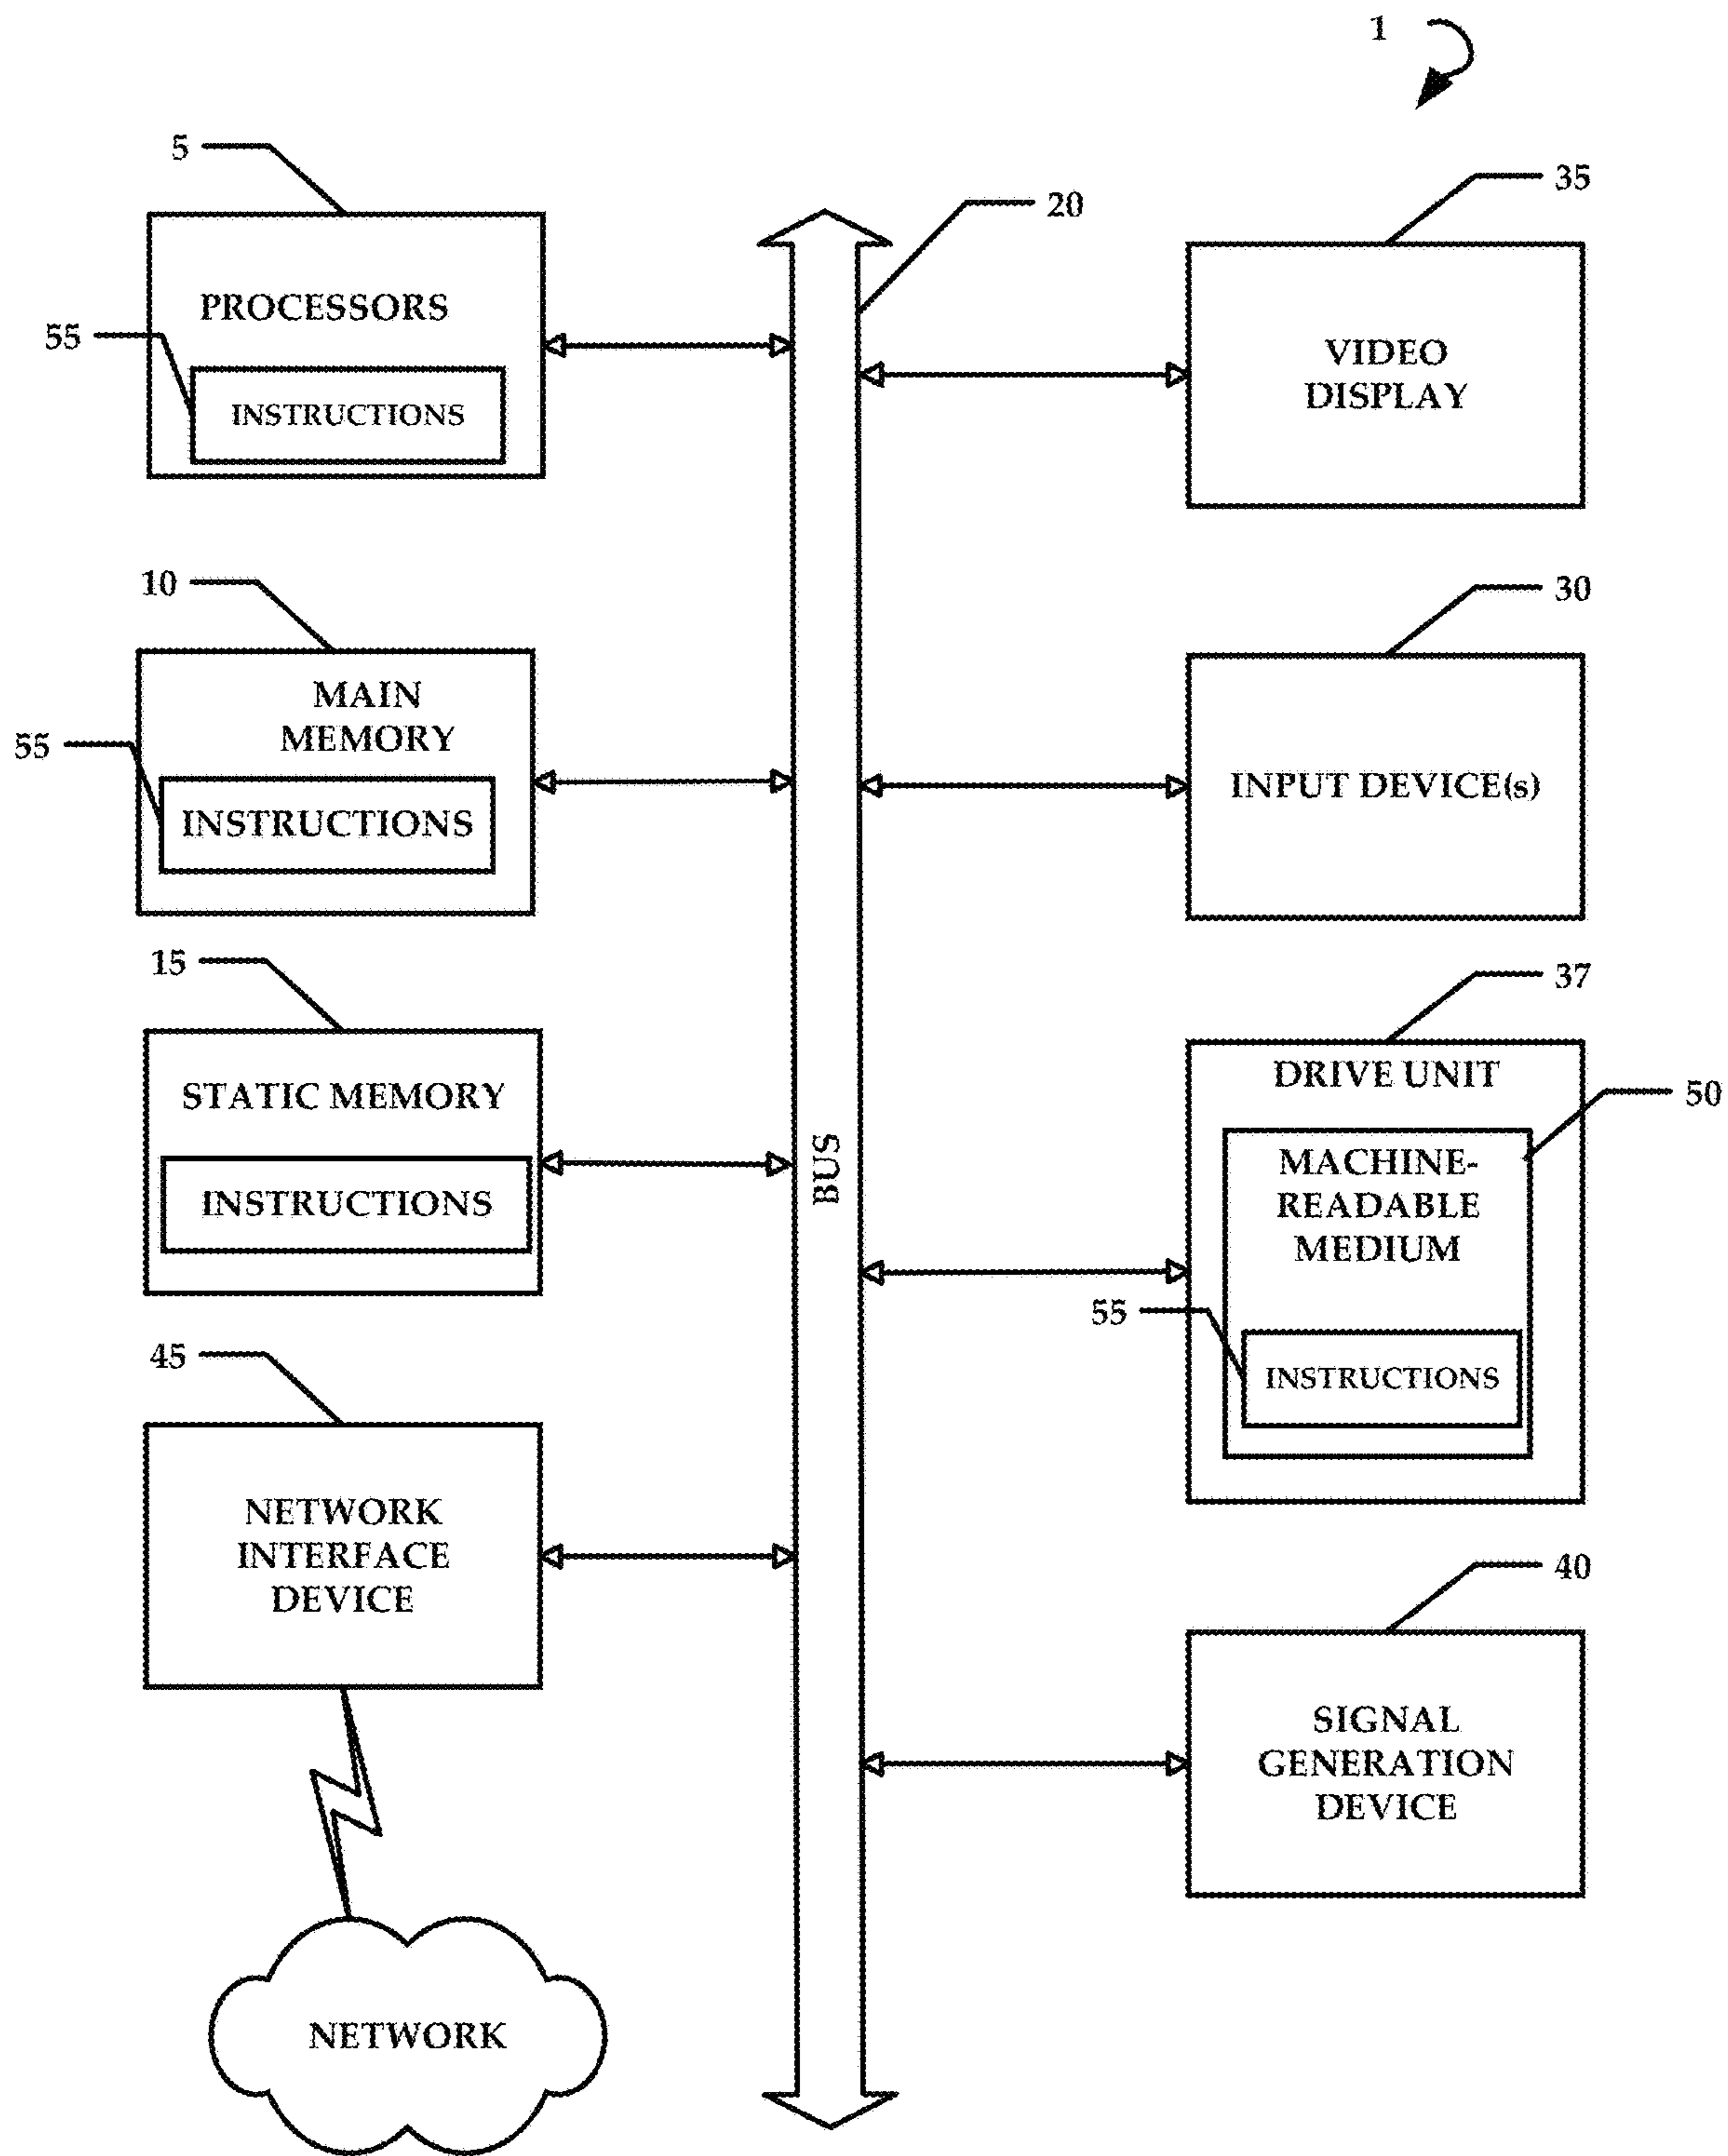 1
5
PROCESSORS
55
INSTRUCTIONS
10
MAIN
MEMORY
55
INSTRUCTIONS
15
STATIC MEMORY
INSTRUCTIONS
45
NETWORK
INTERFACE
DEVICE
NETWORK
20
BUS
35
VIDEO
DISPLAY
30
INPUT DEVICE(s)
37
DRIVE UNIT
50
MACHINE-
READABLE
MEDIUM
55
INSTRUCTIONS
40
SIGNAL
GENERATION
DEVICE